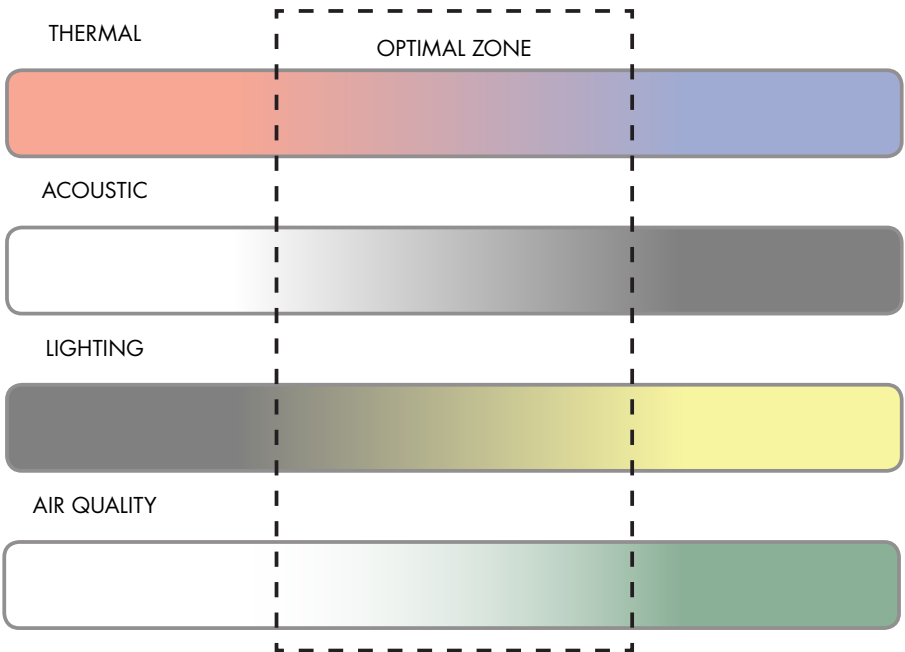 THERMAL
OPTIMAL ZONE
ACOUSTIC
LIGHTING
AIR QUALITY